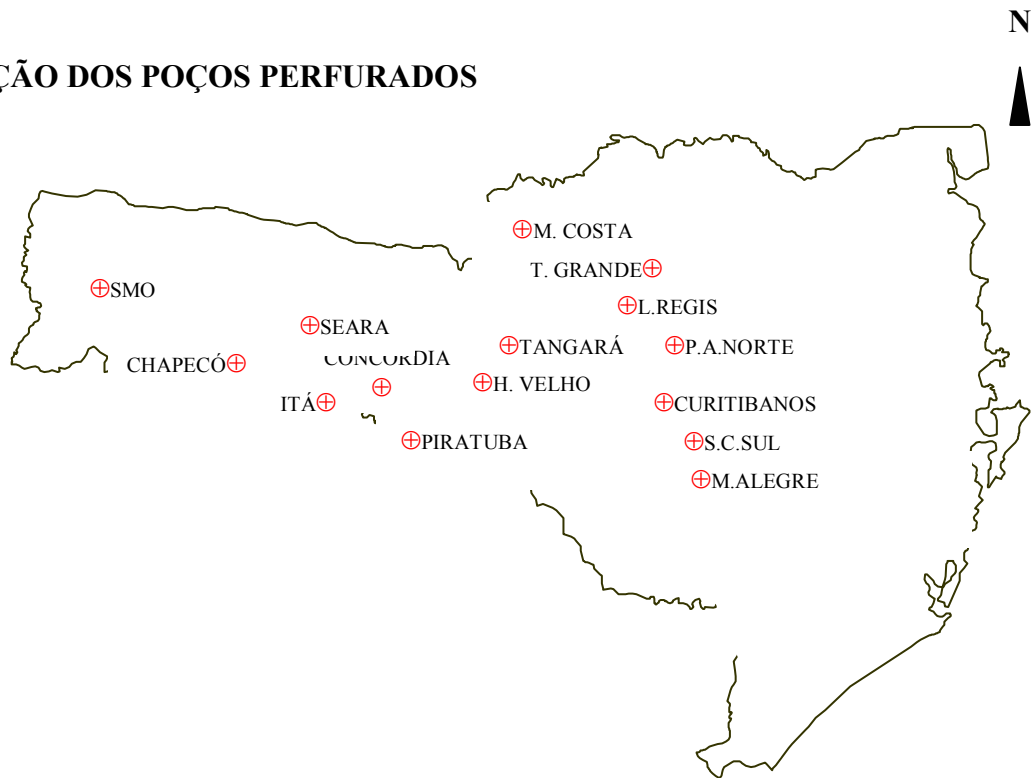 N
ÇÃO DOS POÇOS PERFURADOS
M. COSTA
T. GRANDE
SMO
L.REGIS
SEARA
TANGARÁ
P.A.NORTE
CHAPECÓ
CONCORDIA
H. VELHO
ITÁ
CURITIBANOS
PIRATUBA
S.C.SUL
M.ALEGRE